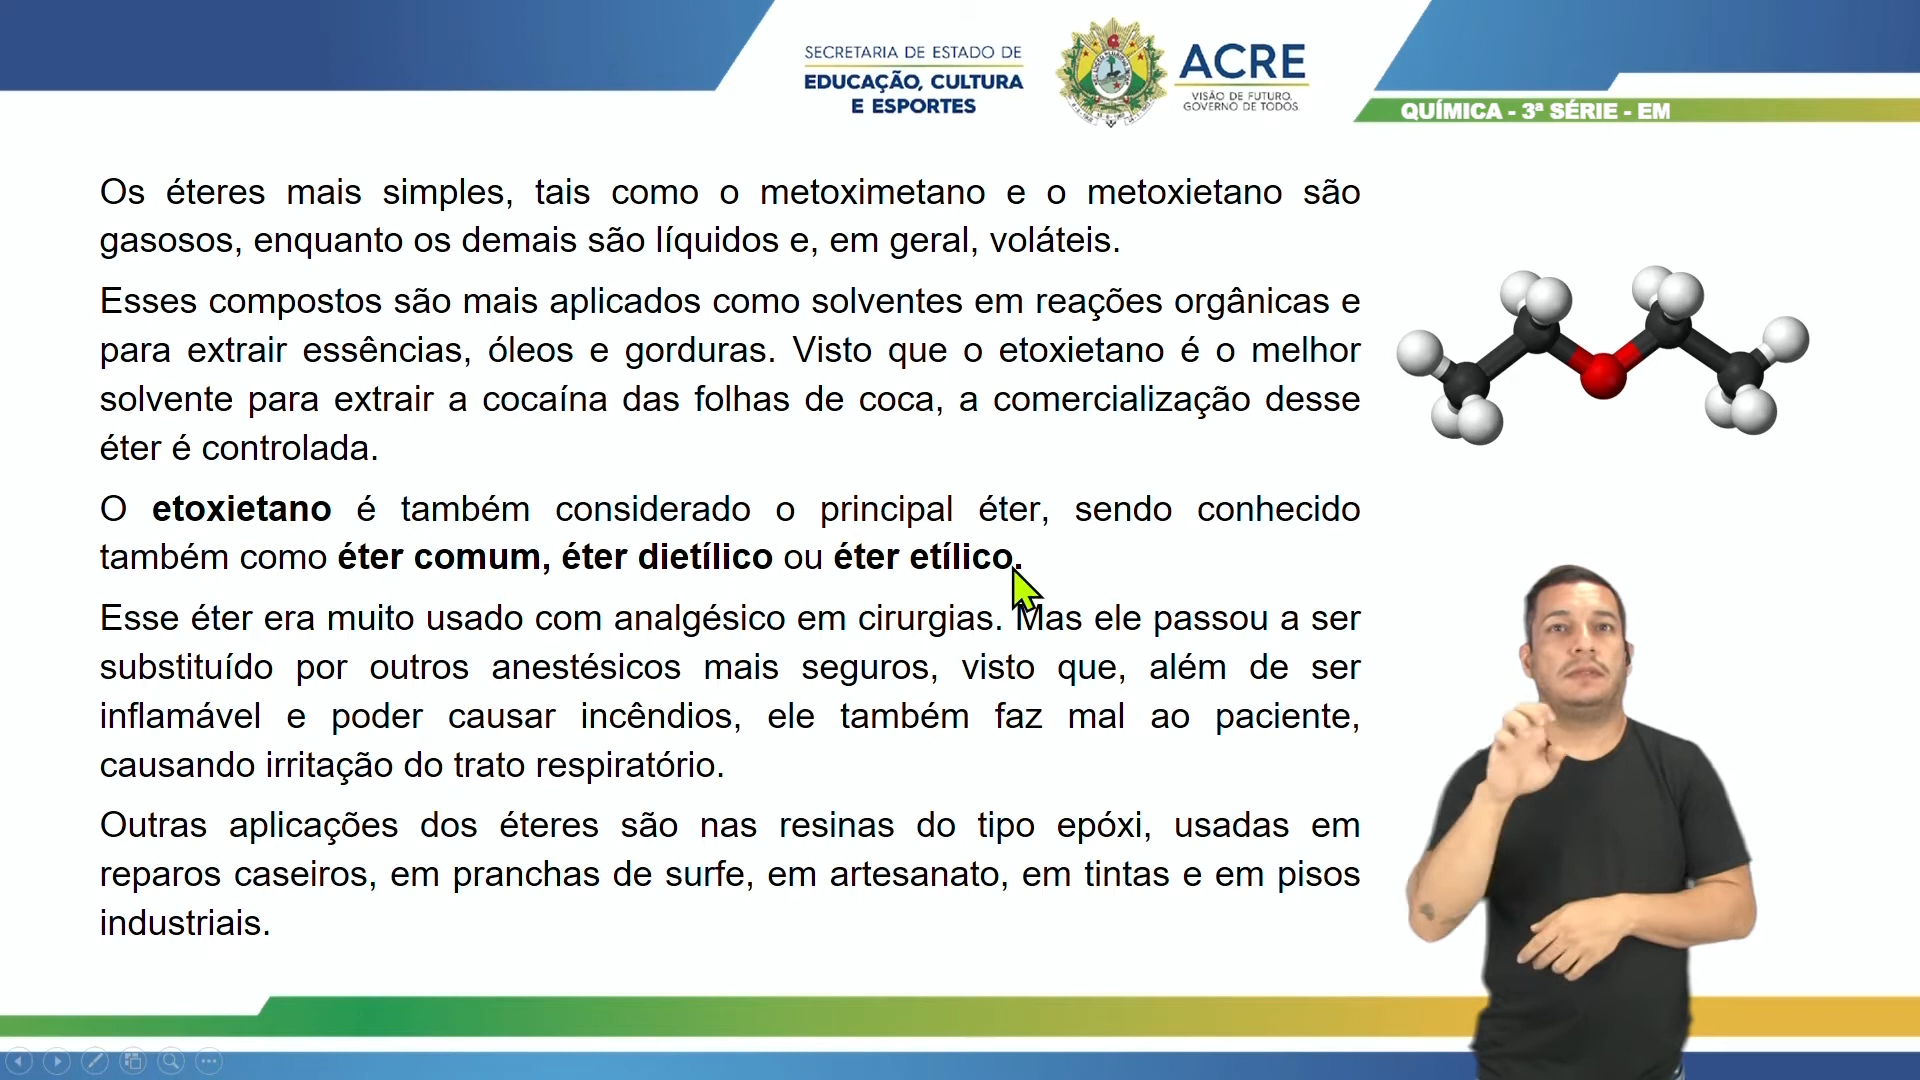 SECRETARIA DE ESTADO DE
EDUCAÇÃO, CULTURA
E ESPORTES
ACRE
VISÃO DE FUTURO.
GOVERNO DE TODOS.
QUÍMICA - 3ª SÉRIE - EM
Os éteres mais simples, tais como o metoximetano e o metoxietano são
gasosos, enquanto os demais são líquidos e, em geral, voláteis.
Esses compostos são mais aplicados como solventes em reações orgânicas e
para extrair essências, óleos e gorduras. Visto que o etoxietano é o melhor
solvente para extrair a cocaína das folhas de coca, a comercialização desse
éter é controlada.
O etoxietano é também considerado o principal éter, sendo conhecido
também como éter comum, éter dietílico ou éter etílico.
Esse éter era muito usado com analgésico em cirurgias. Mas ele passou a ser
substituído por outros anestésicos mais seguros, visto que, além de ser
inflamável e poder causar incêndios, ele também faz mal ao paciente,
causando irritação do trato respiratório.
Outras aplicações dos éteres são nas resinas do tipo epóxi, usadas em
reparos caseiros, em pranchas de surfe, em artesanato, em tintas e em pisos
industriais.